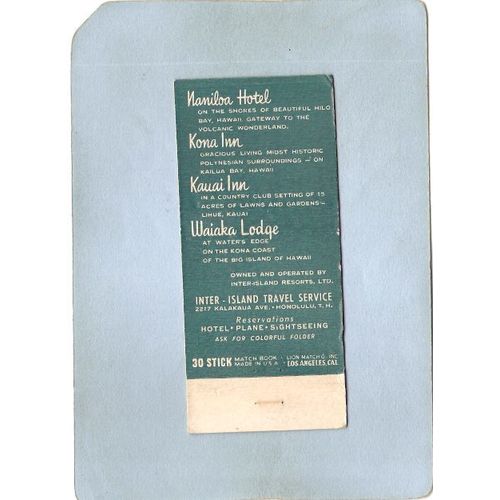 Naniloa Hotel
ON THE SHORES OF BEAUTIFUL HILO
BAY, HAWAII. GATEWAY TO THE
VOLCANIC WONDERLAND.
Kona Inn
GRACIOUS LIVING MIDST HISTORIC
POLYNESIAN SURROUNDINGS - ON
KAILUA BAY, HAWAII
Kauai Inn
IN A COUNTRY CLUB SETTING OF 15
ACRES OF LAWNS AND GARDENS-
LIHUE, KAUAI
Waiaka Lodge
AT WATER'S EDGE
ON THE KONA COAST
OF THE BIG ISLAND OF HAWAII
OWNED AND OPERATED BY
INTER-ISLAND RESORTS, LTD.
INTER-ISLAND TRAVEL SERVICE
2217 KALAKAUA AVE. • HONOLULU, T.H.
Reservations
HOTEL • PLANE • SIGHTSEEING
ASK FOR COLORFUL FOLDER
30 STICK MATCH BOOK • LION MATCH CO. INC.
MADE IN U.S.A. LOS ANGELES, CAL.